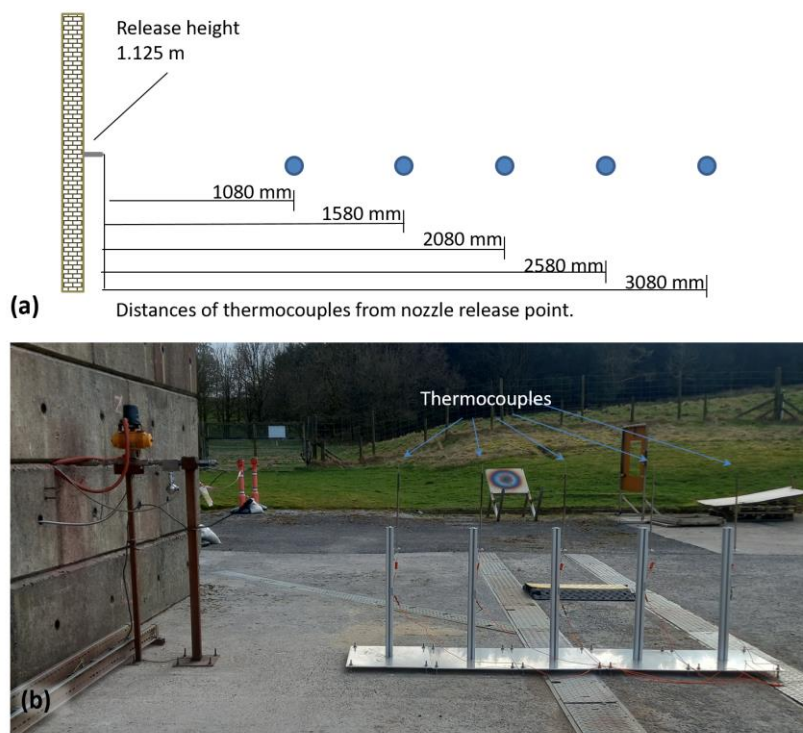 Release height
1.125 m
1080 mm
1580 mm
2080 mm
2580 mm
3080 mm
(a)
Distances of thermocouples from nozzle release point.
Thermocouples
(b)